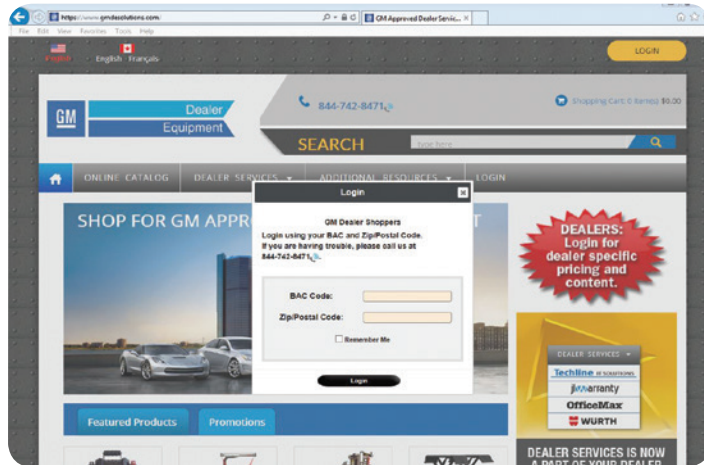 https://www.gmdesolutions.com/
GM Approved Dealer Servic... ×
File Edit View Favorites Tools Help
English
English Français
LOGIN
GM
Dealer
Equipment
844-742-8471
Shopping Cart: 0 item(s) $0.00
SEARCH
type here
ONLINE CATALOG
DEALER SERVICES
ADDITIONAL RESOURCES
LOGIN
Login
SHOP FOR GM APPR
T
GM Dealer Shoppers
Login using your BAC and Zip/Postal Code.
If you are having trouble, please call us at
844-742-8471
BAC Code:
Zip/Postal Code:
Remember Me
Login
DEALERS:
Login for
dealer specific
pricing and
content.
DEALER SERVICES
Techline
OfficeMax
WURTH
Featured Products
Promotions
DEALER SERVICES IS NOW
A PART OF YOUR DEALER